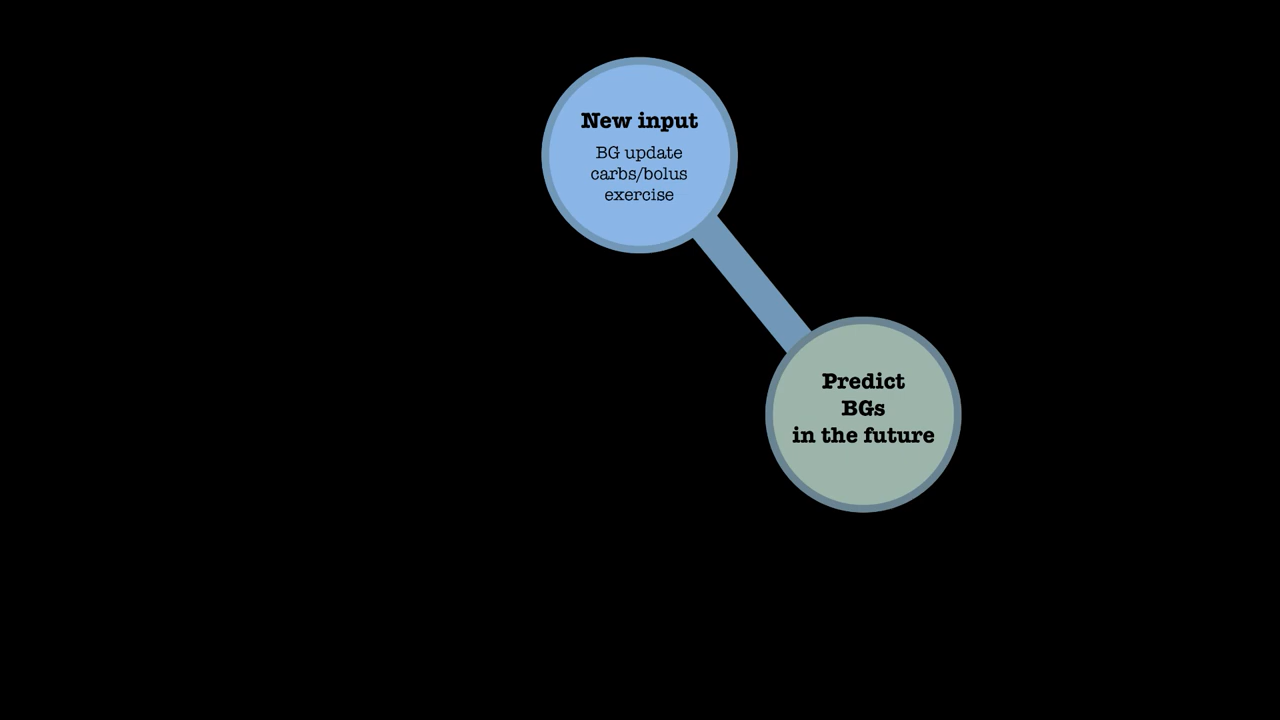 New input
BG update
carbs/bolus
exercise
Predict
BGs
in the future